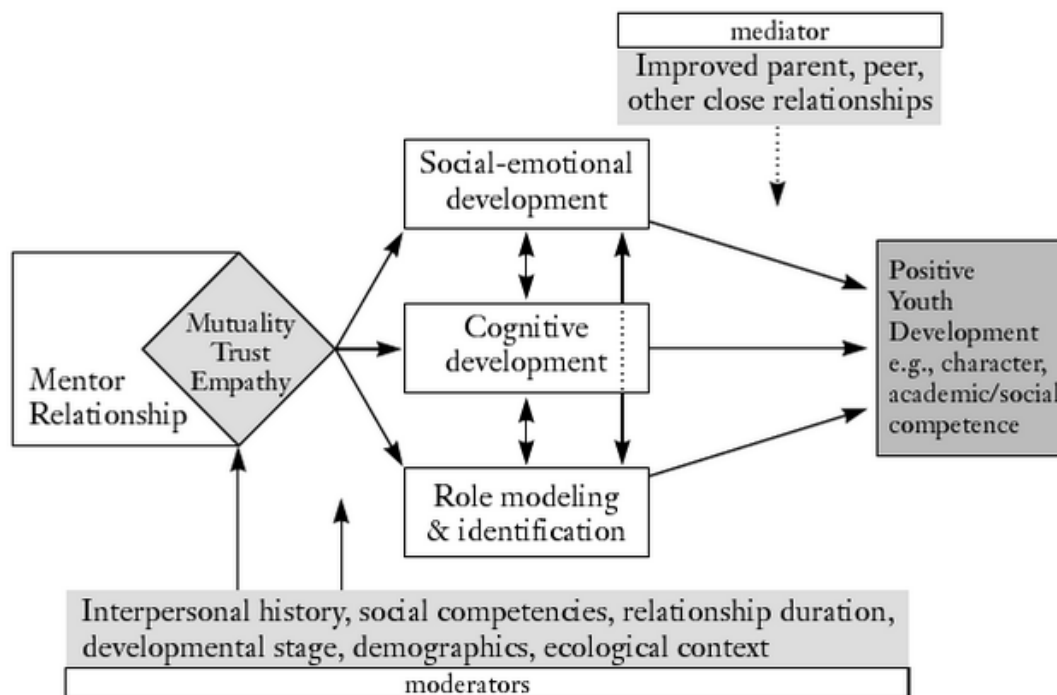 mediator
Improved parent, peer,
other close relationships
Social-emotional
development
Mentor
Relationship
Mutuality
Trust
Empathy
Cognitive
development
Role modeling
& identification
Positive
Youth
Development
e.g., character,
academic/social
competence
Interpersonal history, social competencies, relationship duration,
developmental stage, demographics, ecological context
moderators